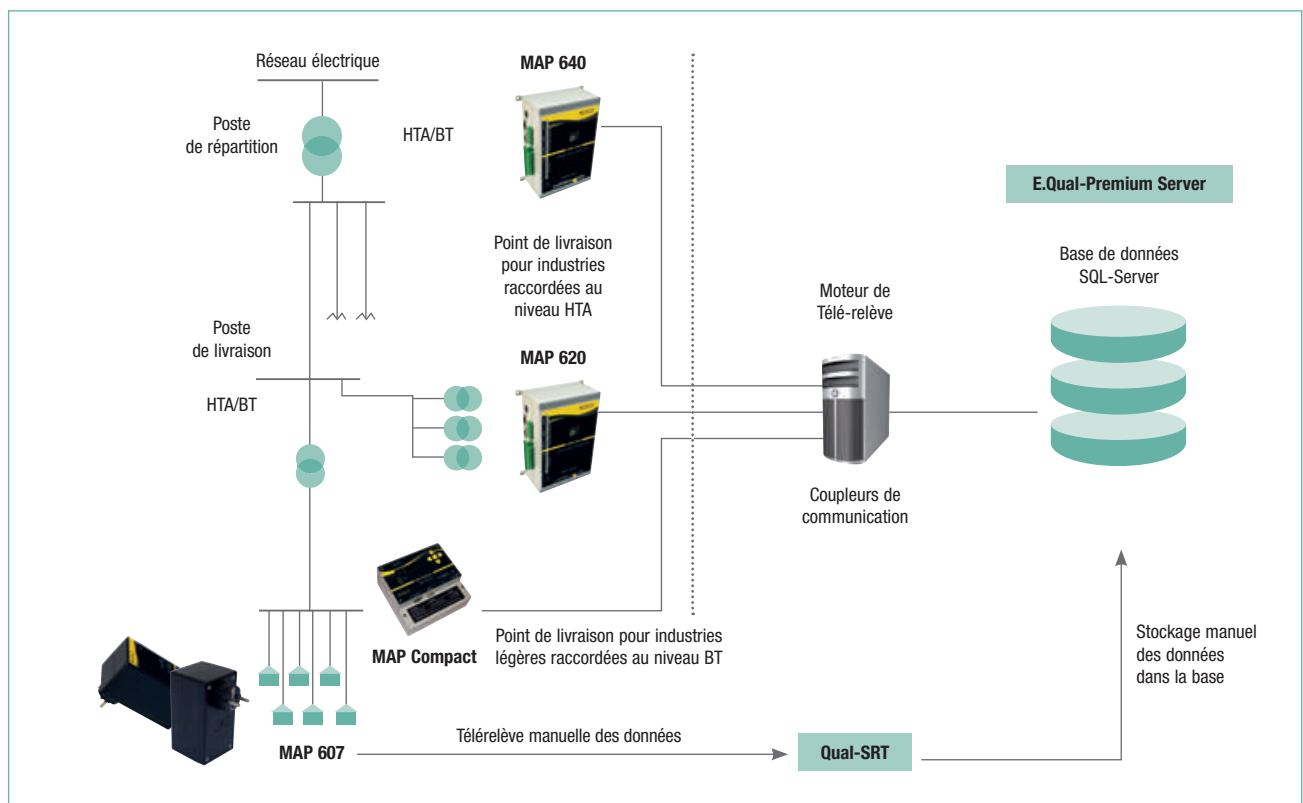 Réseau électrique
MAP 640
Poste
de répartition
HTA/BT
E.Qual-Premium Server
Point de livraison
pour industries
raccordées au
niveau HTA
Base de données
SQL-Server
Moteur de
Télé-relève
Poste
de livraison
MAP 620
HTA/BT
Coupleurs de
communication
MAP Compact
Point de livraison pour industries
légères raccordées au niveau BT
Stockage manuel
des données
dans la base
MAP 607
Télérelève manuelle des données
Qual-SRT